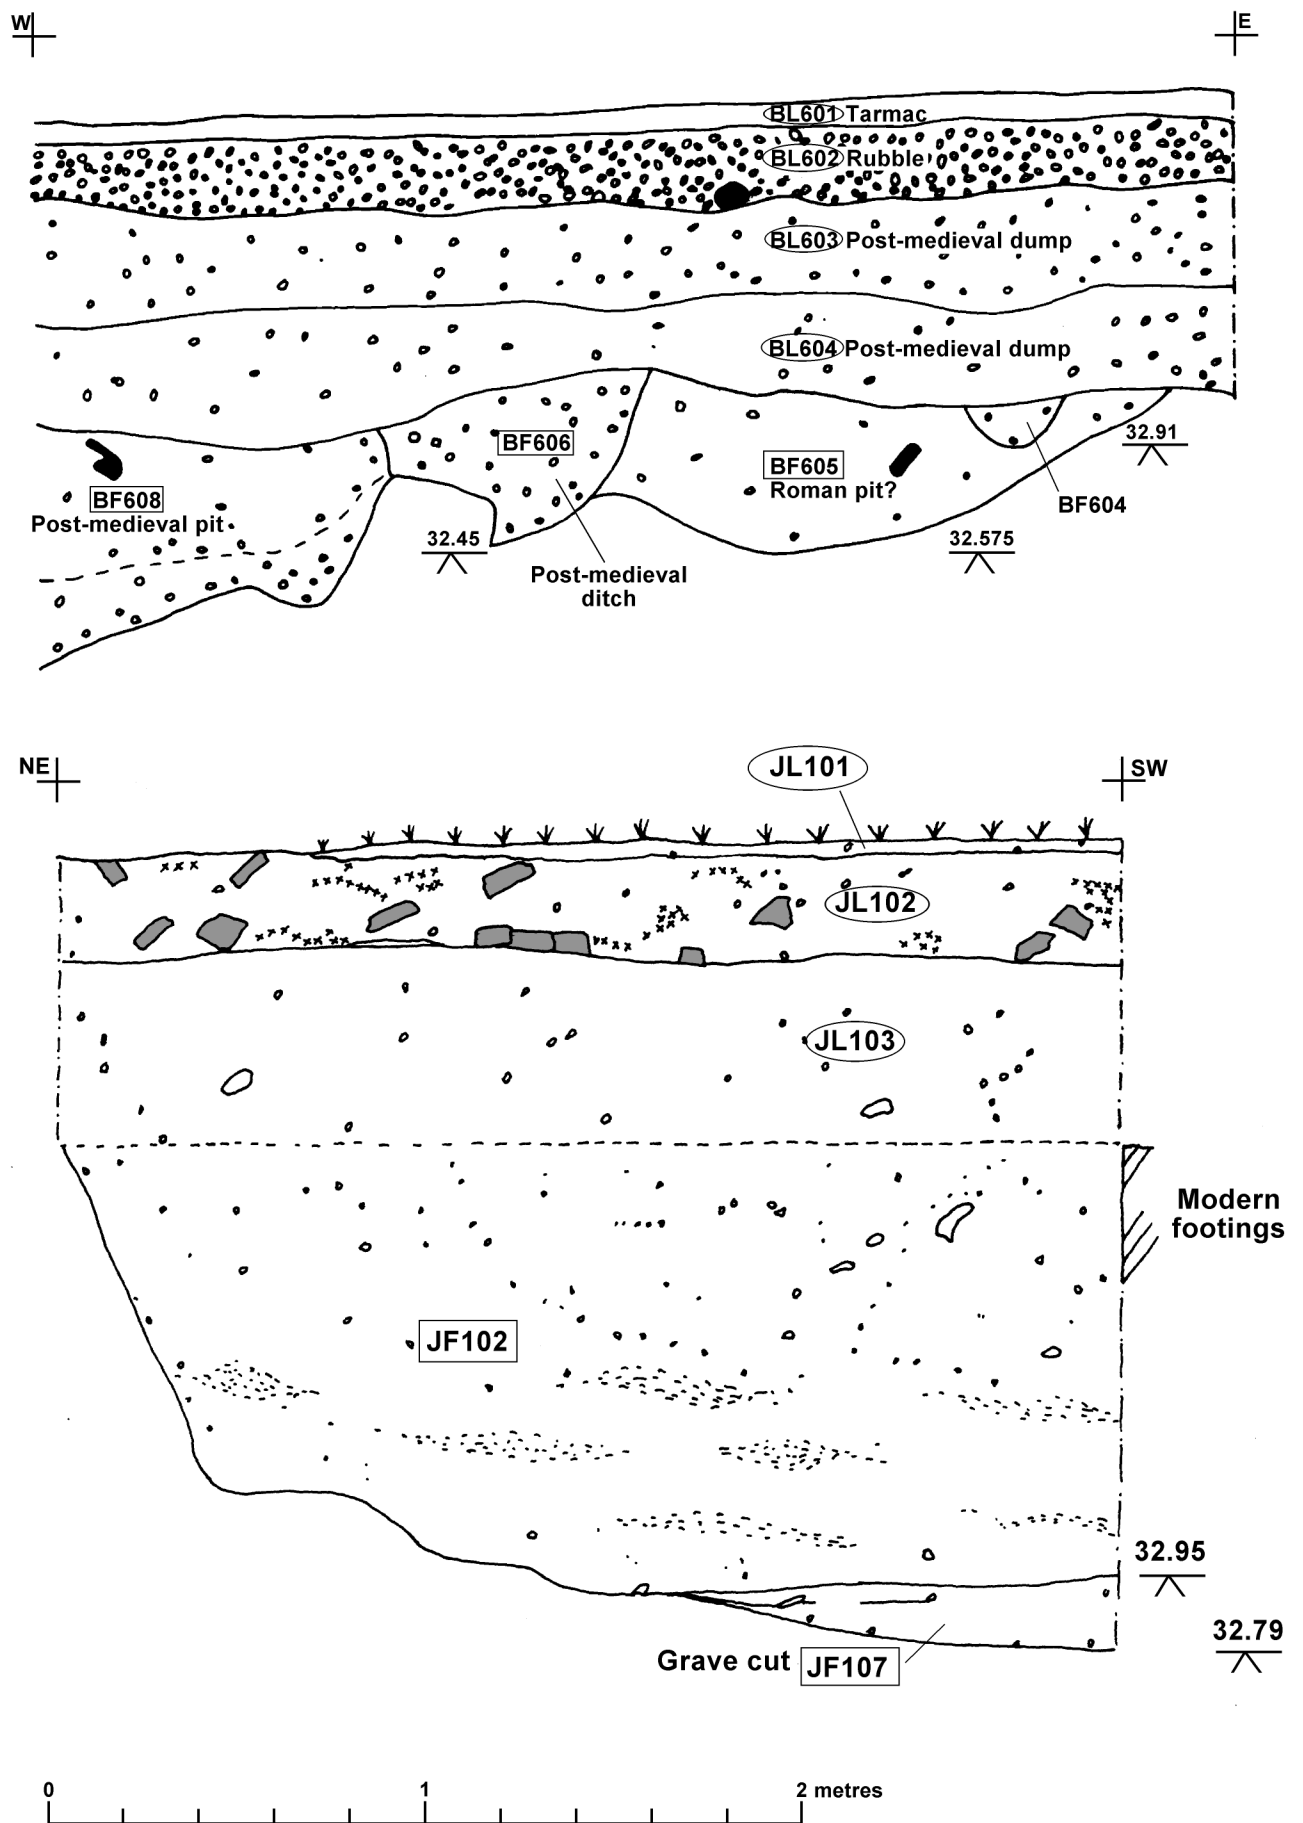 W
E
BL601 Tarmac
BL602 Rubble
BL603 Post-medieval dump
BL604 Post-medieval dump
BF606
32.91
BF605
Roman pit?
BF608
Post-medieval pit
BF604
32.45
32.575
Post-medieval
ditch
NE
JL101
SW
JL102
JL103
Modern
footings
JF102
32.95
32.79
Grave cut JF107
0 1 2 metres